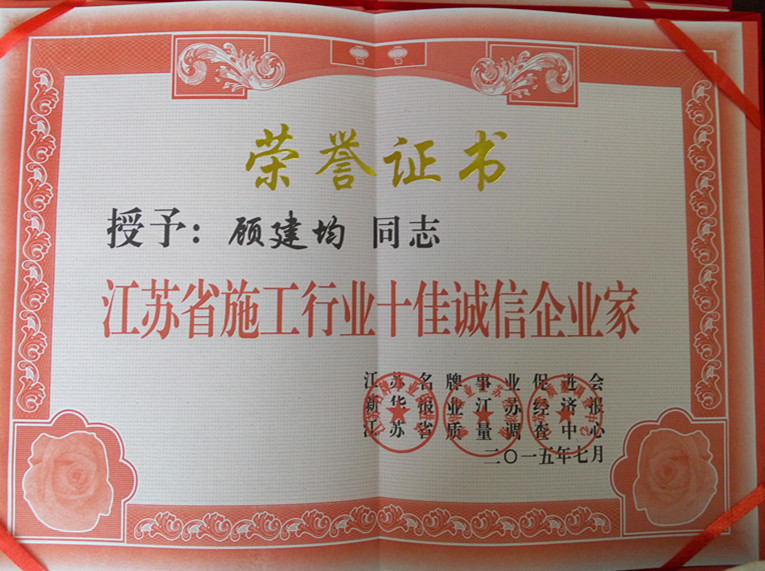 荣誉证书
授予：顾建均 同志
江苏省施工行业十佳诚信企业家
江苏名牌事业促进会
新华报业江苏经济报
江苏省质量调查中心
二〇一五年七月